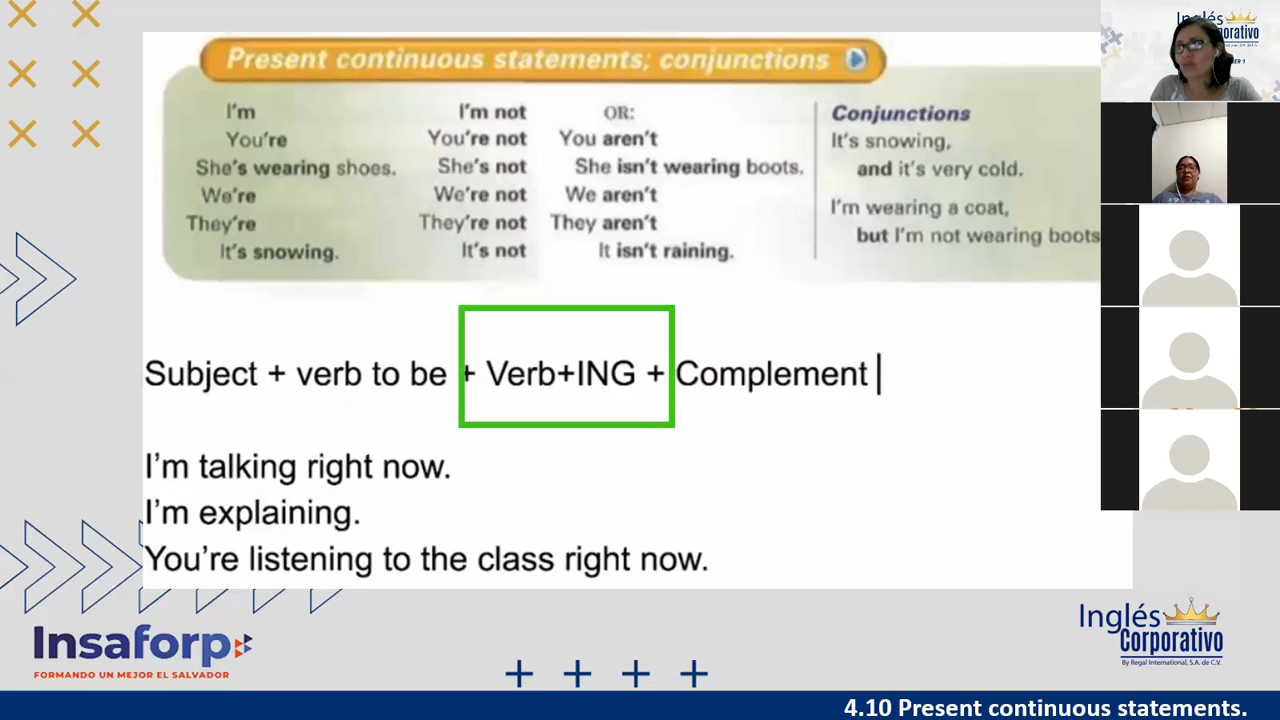 Present continuous statements; conjunctions
I'm I'm not OR: Conjunctions
You're You're not You aren't It's snowing,
She's wearing shoes. She's not She isn't wearing boots. and it's very cold.
We're We're not We aren't I'm wearing a coat,
They're They're not They aren't but I'm not wearing boots
It's snowing. It's not It isn't raining.
Subject + verb to be + Verb+ING + Complement
I'm talking right now.
I'm explaining.
You're listening to the class right now.
Inglés
Insaforp
FORMANDO UN MEJOR EL SALVADOR
Inglés
Corporativo
By Regal International, S.A. de C.V.
4.10 Present continuous statements.